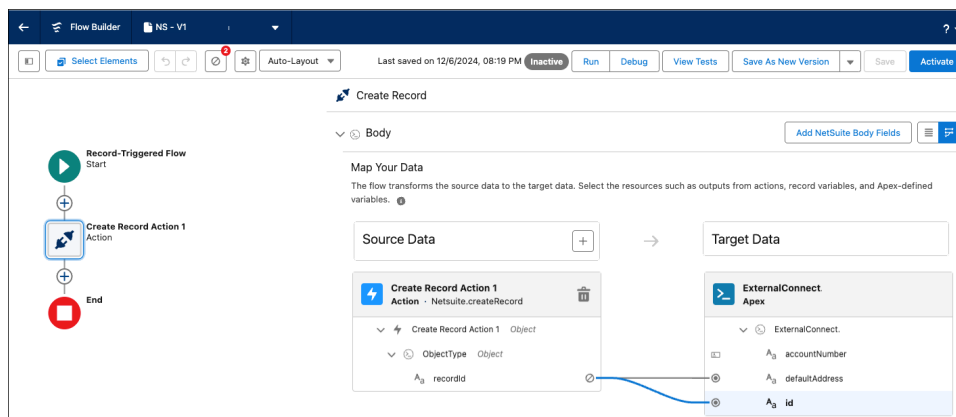 Flow Builder NS - V1 ?
2
Select Elements Auto-Layout Last saved on 12/6/2024, 08:19 PM Inactive Run Debug View Tests Save As New Version Save Activate
Create Record
Body Add NetSuite Body Fields
Record-Triggered Flow
Start
Map Your Data
The flow transforms the source data to the target data. Select the resources such as outputs from actions, record variables, and Apex-defined
variables.
Create Record Action 1
Action
Source Data Target Data
End
Create Record Action 1
Action · Netsuite.createRecord
ExternalConnect.
Apex
Create Record Action 1 Object
ExternalConnect.
ObjectType Object
Aa accountNumber
Aa recordId
Aa defaultAddress
Aa id